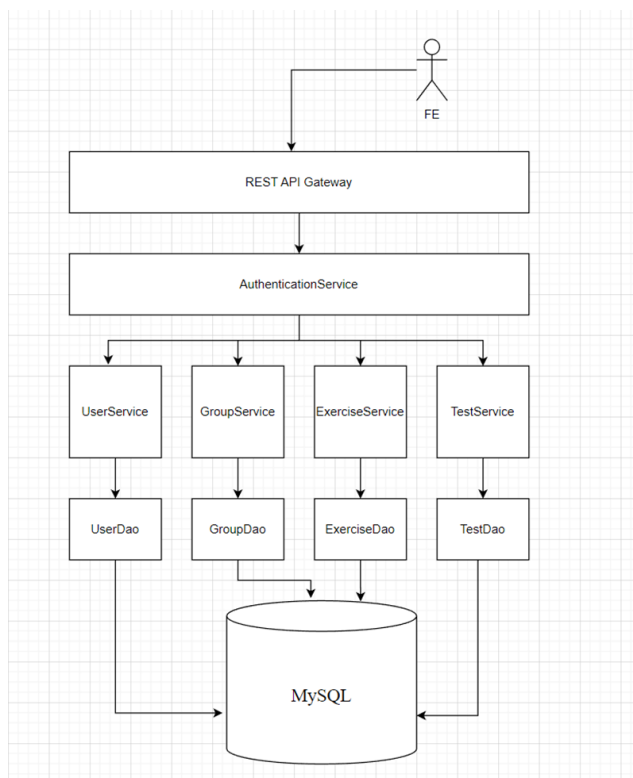 FE
REST API Gateway
AuthenticationService
UserService
GroupService
ExerciseService
TestService
UserDao
GroupDao
ExerciseDao
TestDao
MySQL